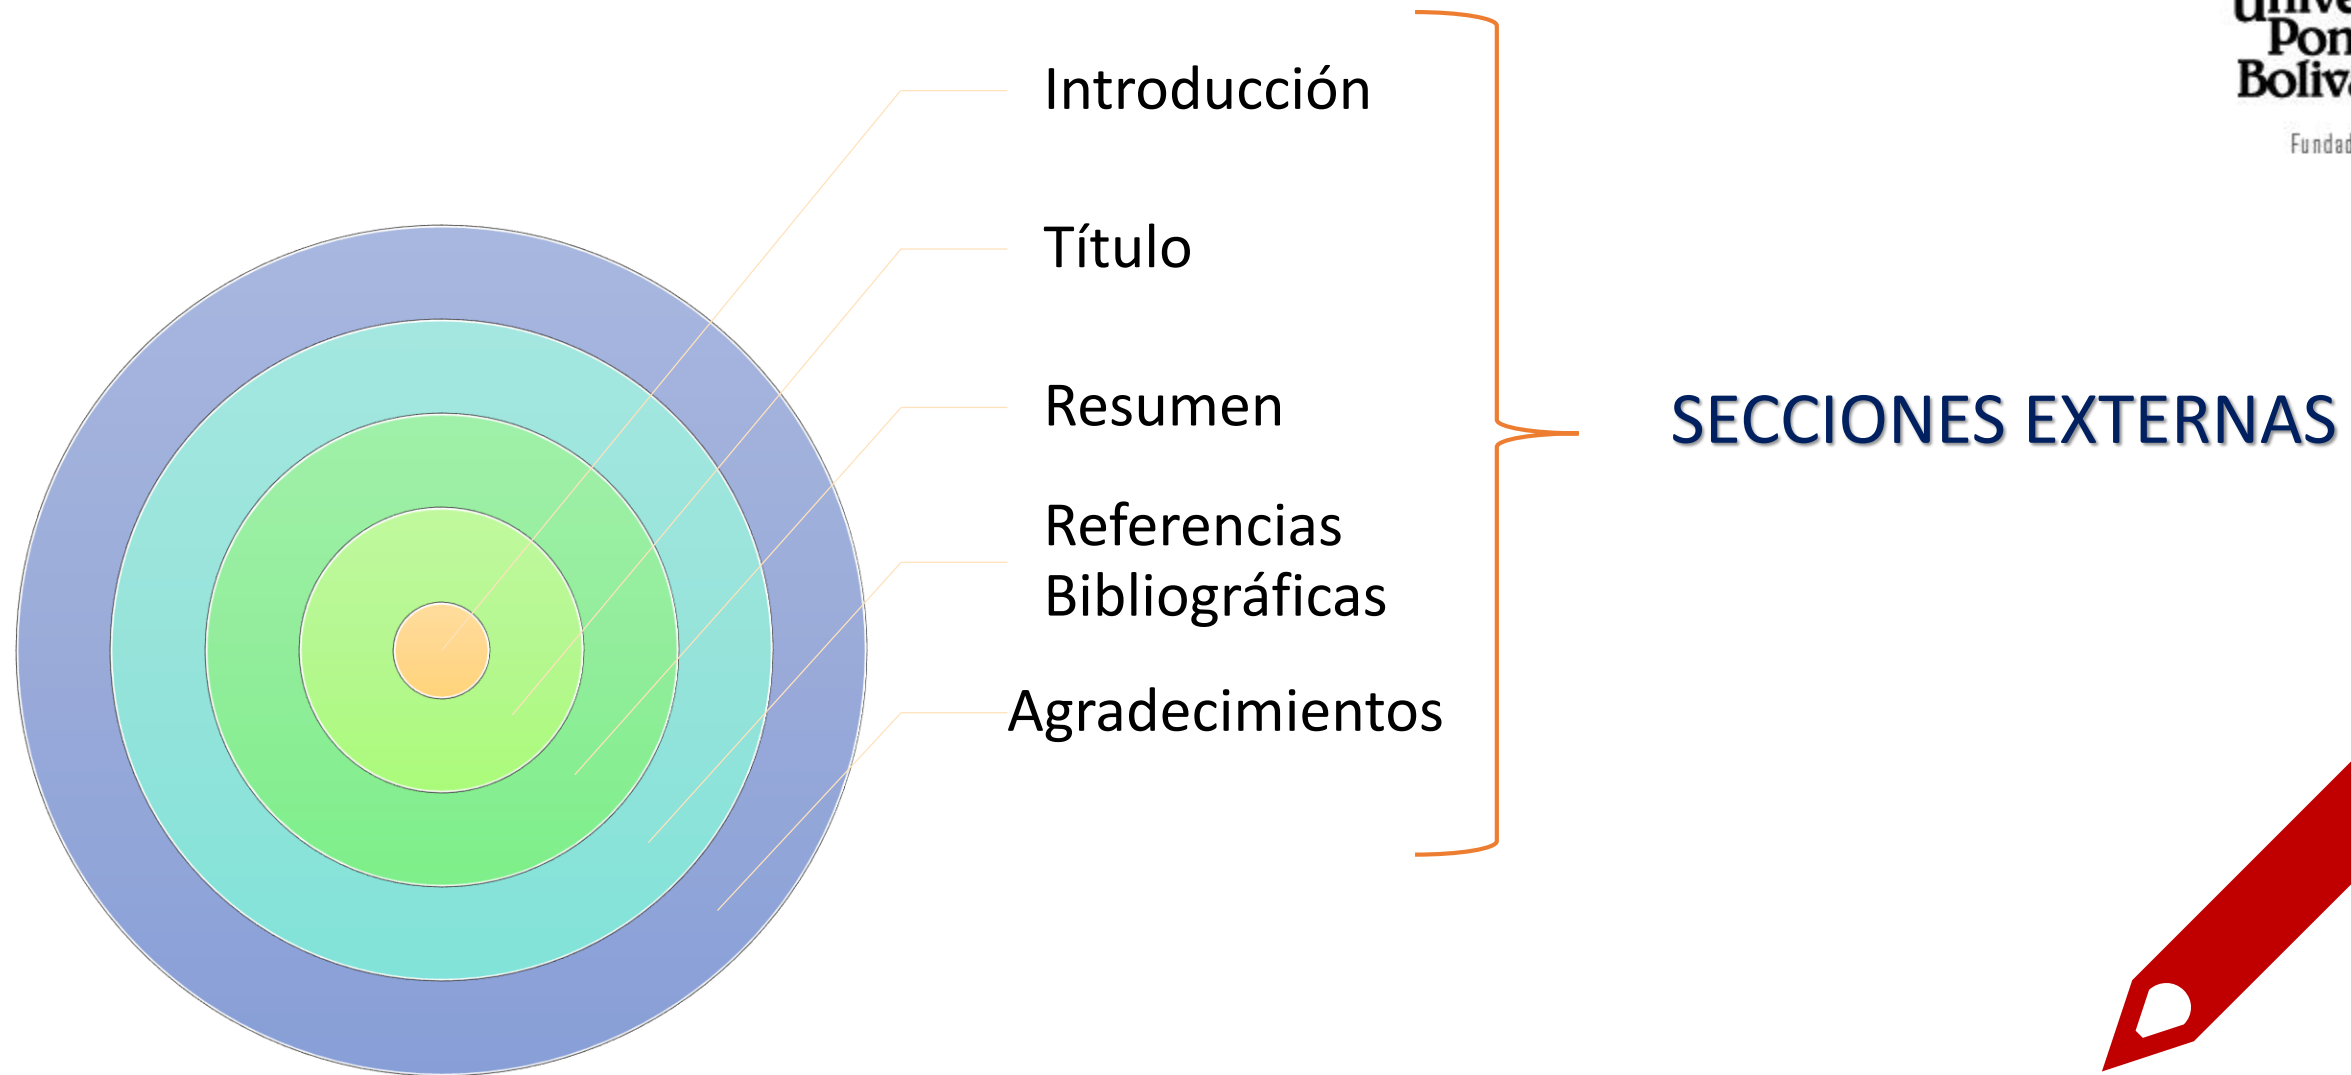 Introducción
Título
Resumen
Referencias
Bibliográficas
Agradecimientos
SECCIONES EXTERNAS